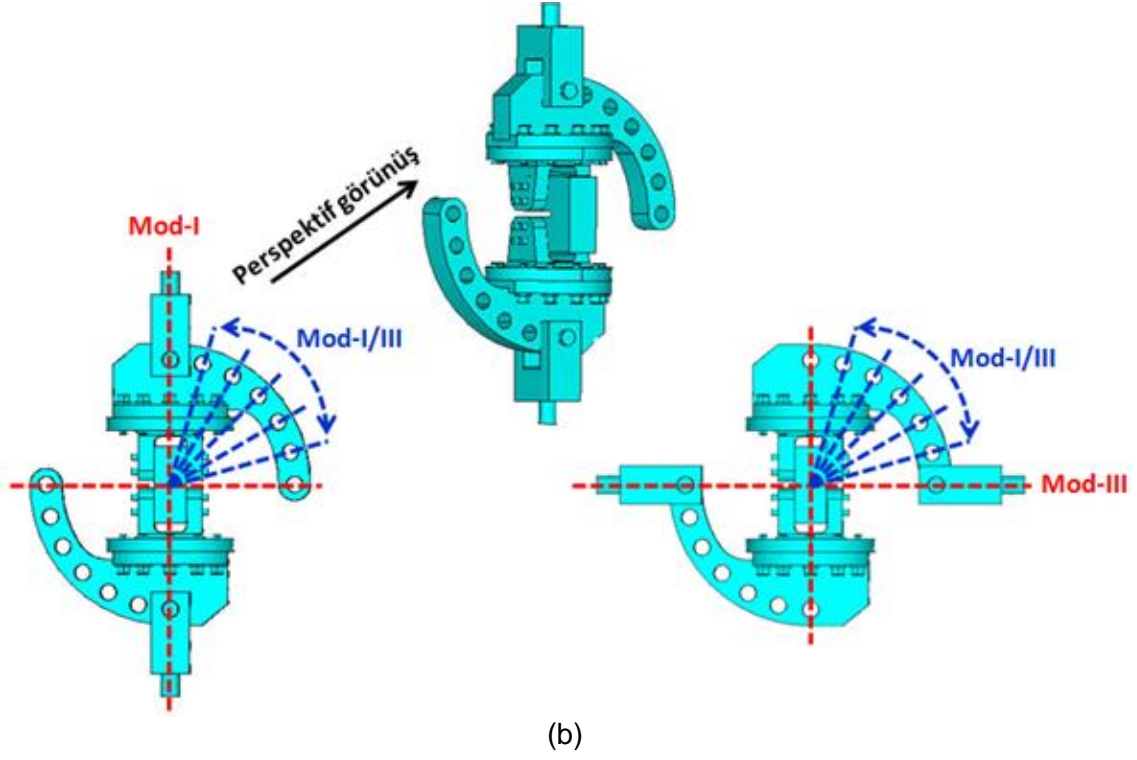 Perspektif görünüş
Mod-I
Mod-I/III
Mod-I/III
Mod-III
(b)